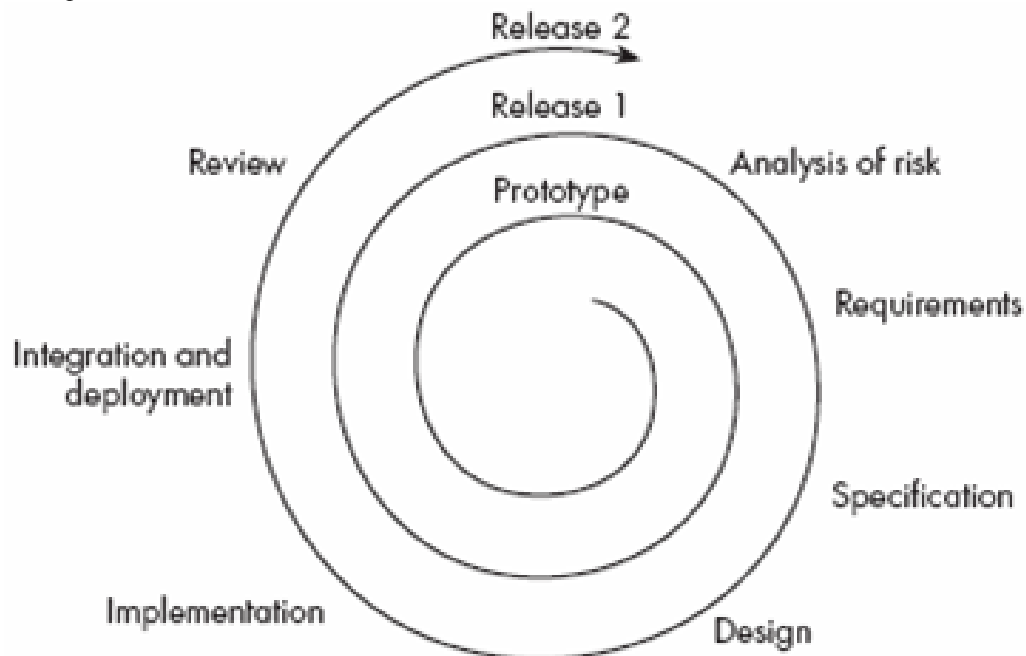 Release 2
Release 1
Prototype
Review
Analysis of risk
Requirements
Integration and
deployment
Specification
Implementation
Design